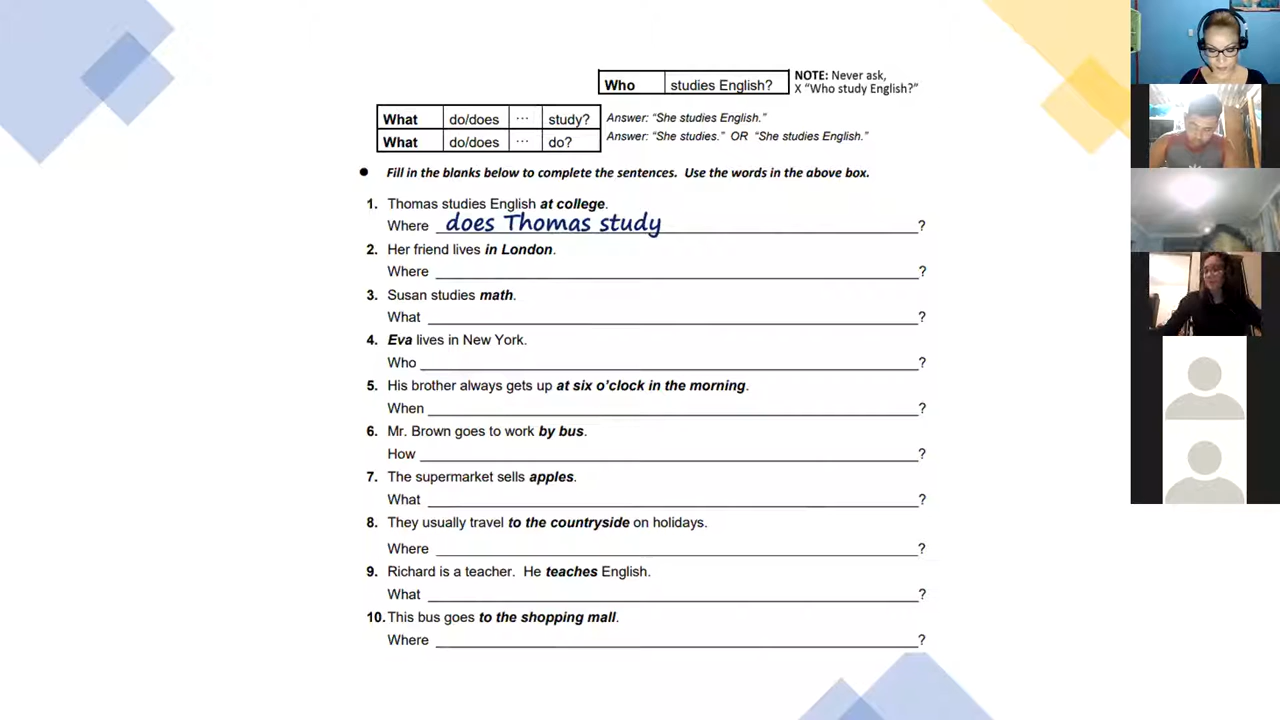 Who studies English? NOTE: Never ask,
X “Who study English?”
What do/does ... study? Answer: “She studies English.”
What do/does ... do? Answer: “She studies.” OR “She studies English.”
● Fill in the blanks below to complete the sentences. Use the words in the above box.
1. Thomas studies English at college.
Where does Thomas study ?
2. Her friend lives in London.
Where ?
3. Susan studies math.
What ?
4. Eva lives in New York.
Who ?
5. His brother always gets up at six o’clock in the morning.
When ?
6. Mr. Brown goes to work by bus.
How ?
7. The supermarket sells apples.
What ?
8. They usually travel to the countryside on holidays.
Where ?
9. Richard is a teacher. He teaches English.
What ?
10. This bus goes to the shopping mall.
Where ?